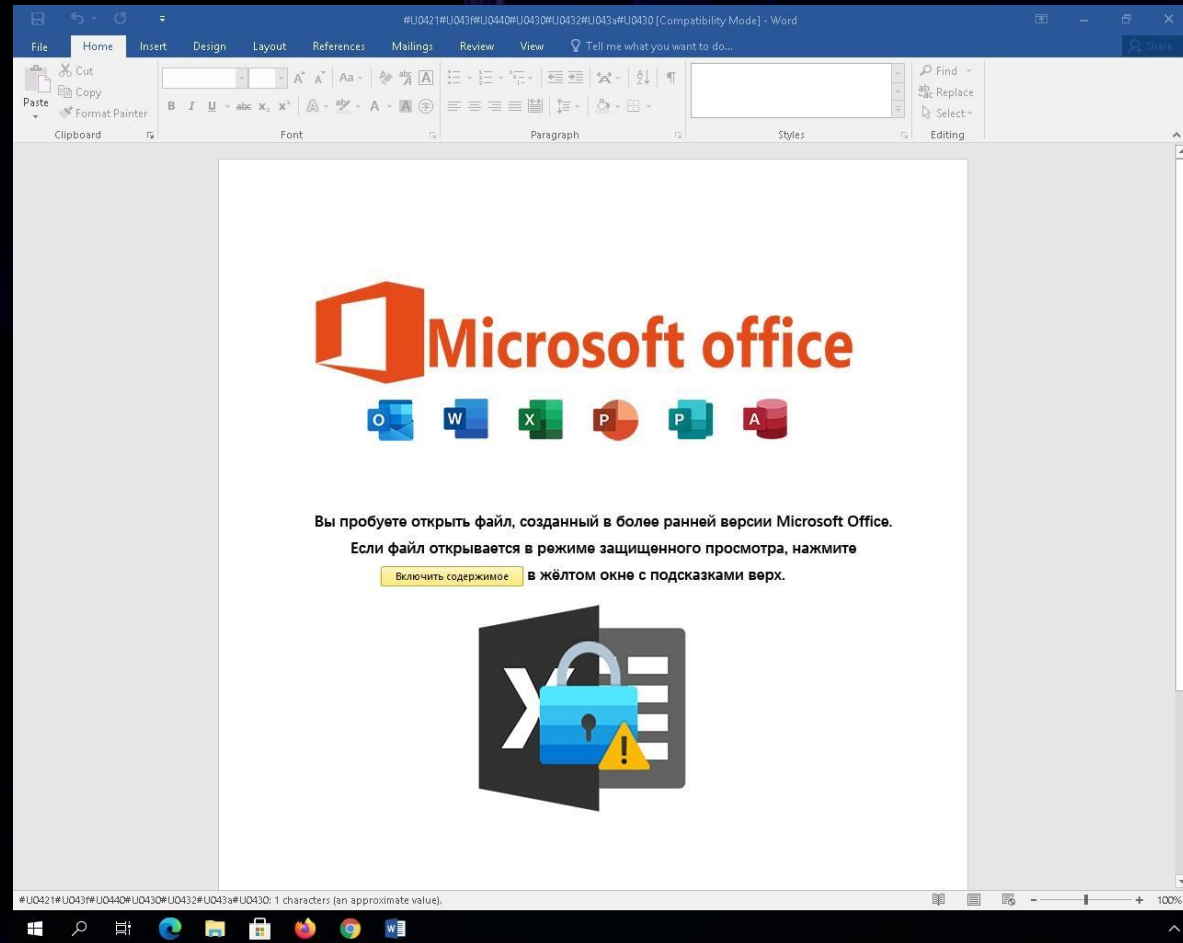 #U0421#U043f#U0440#U0430#U0432#U043a#U0430 [Compatibility Mode] - Word
File Home Insert Design Layout References Mailings Review View Tell me what you want to do... Share
Cut
Copy
Paste
Format Painter
Clipboard
Font
Paragraph
Styles
Find
Replace
Select
Editing
Microsoft office
Вы пробуете открыть файл, созданный в более ранней версии Microsoft Office.
Если файл открывается в режиме защищенного просмотра, нажмите
Включить содержимое в жёлтом окне с подсказками верх.
#U0421#U043f#U0440#U0430#U0432#U043a#U0430: 1 characters (an approximate value).
100%